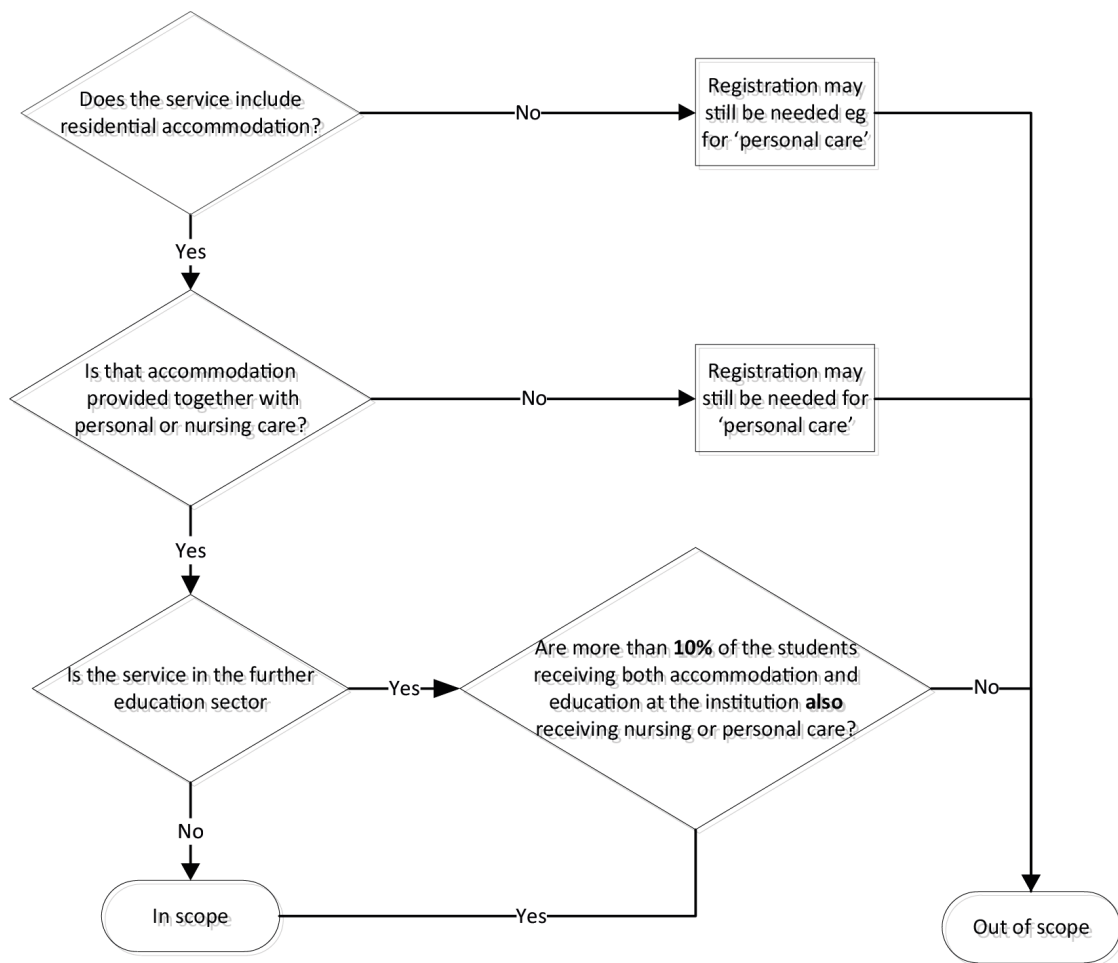 Does the service include
residential accommodation?
No
Registration may
still be needed eg
for ‘personal care’
Yes
Is that accommodation
provided together with
personal or nursing care?
No
Registration may
still be needed for
‘personal care’
Yes
Is the service in the further
education sector
Yes
Are more than 10% of the students
receiving both accommodation and
education at the institution also
receiving nursing or personal care?
No
No
In scope
Yes
Out of scope